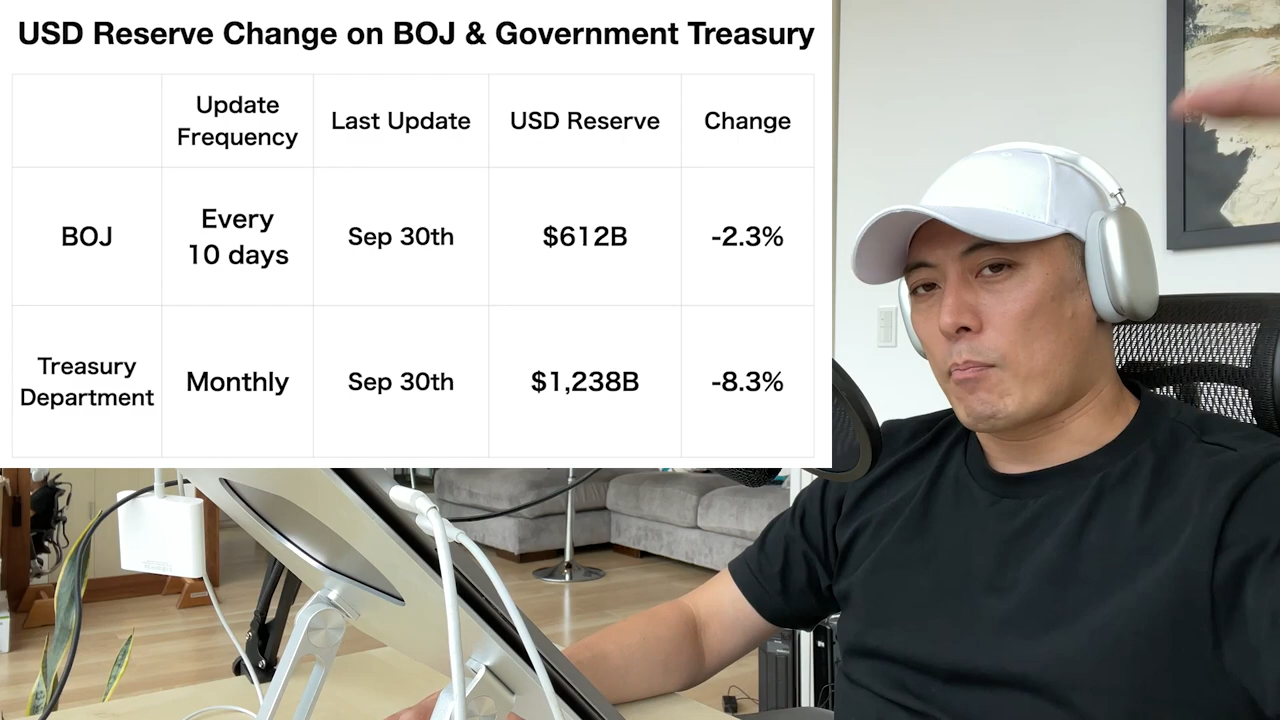 USD Reserve Change on BOJ & Government Treasury
Update
Frequency
Last Update
USD Reserve
Change
BOJ
Every
10 days
Sep 30th
$612B
-2.3%
Treasury
Department
Monthly
Sep 30th
$1,238B
-8.3%